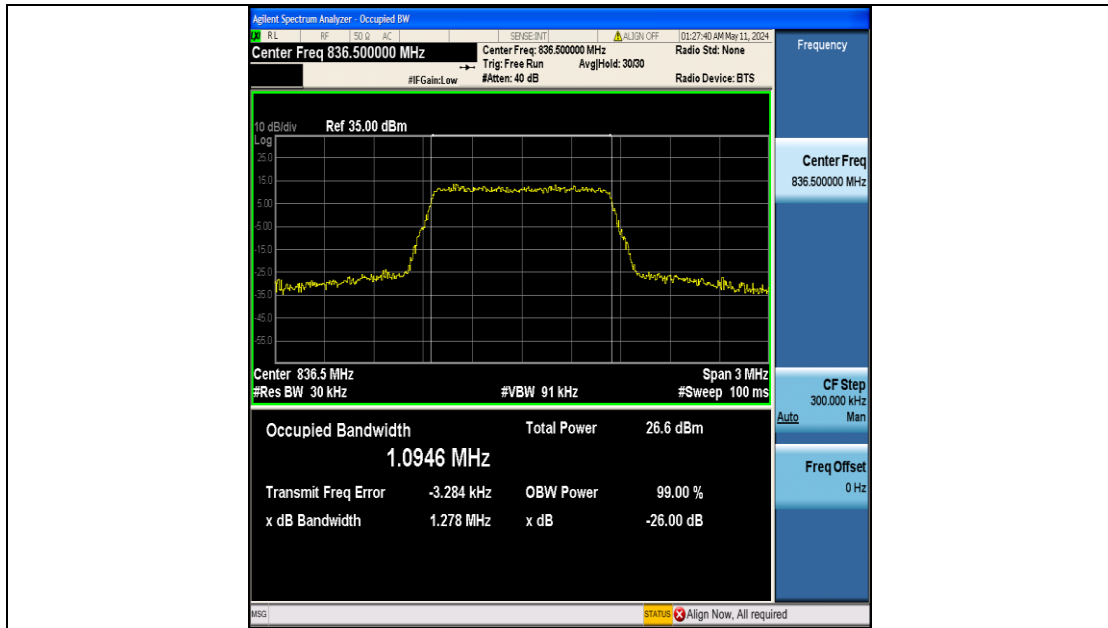 Agilent Spectrum Analyzer - Occupied BW
RL RF 50 Ω AC SENSE:INT ALIGN OFF 01:27:40 AM May 11, 2024
Center Freq 836.500000 MHz
Center Freq: 836.500000 MHz Radio Std: None
Trig: Free Run Avg|Hold: 30/30
#IFGain:Low #Atten: 40 dB Radio Device: BTS
10 dB/div Ref 35.00 dBm
Log
25.0
15.0
5.00
-5.00
-15.0
-25.0
-35.0
-45.0
-55.0
Center 836.5 MHz Span 3 MHz
#Res BW 30 kHz #VBW 91 kHz #Sweep 100 ms
Occupied Bandwidth Total Power 26.6 dBm
1.0946 MHz
Transmit Freq Error -3.284 kHz OBW Power 99.00 %
x dB Bandwidth 1.278 MHz x dB -26.00 dB
Frequency
Center Freq
836.500000 MHz
CF Step
300.000 kHz
Auto Man
Freq Offset
0 Hz
MSG STATUS Align Now, All required